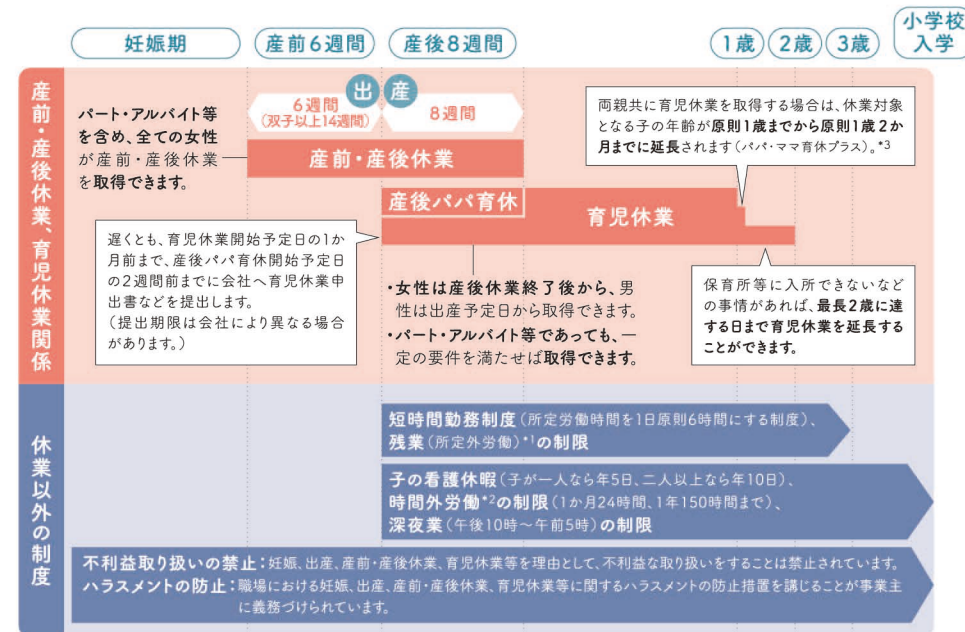 妊娠期
産前6週間
産後8週間
1歳
2歳
3歳
小学校
入学
産前・産後休業、育児休業関係
パート・アルバイト等
を含め、全ての女性
が産前・産後休業
を取得できます。
6週間
(双子以上14週間)
出産
8週間
産前・産後休業
両親共に育児休業を取得する場合は、休業対象
となる子の年齢が原則1歳までから原則1歳2か
月までに延長されます(パパ・ママ育休プラス)。*3
産後パパ育休
育児休業
遅くとも、育児休業開始予定日の1か
月前まで、産後パパ育休開始予定日
の2週間前までに会社へ育児休業申
出書などを提出します。
(提出期限は会社により異なる場合
があります。)
・女性は産後休業終了後から、男
性は出産予定日から取得できます。
・パート・アルバイト等であっても、一
定の要件を満たせば取得できます。
保育所等に入所できないなど
の事情があれば、最長2歳に達
する日まで育児休業を延長する
ことができます。
休業以外の制度
短時間勤務制度(所定労働時間を1日原則6時間にする制度)、
残業(所定外労働)*1の制限
子の看護休暇(子が一人なら年5日、二人以上なら年10日)、
時間外労働*2の制限(1か月24時間、1年150時間まで)、
深夜業(午後10時〜午前5時)の制限
不利益取り扱いの禁止:妊娠、出産、産前・産後休業、育児休業等を理由として、不利益な取り扱いをすることは禁止されています。
ハラスメントの防止:職場における妊娠、出産、産前・産後休業、育児休業等に関するハラスメントの防止措置を講じることが事業主
に義務づけられています。